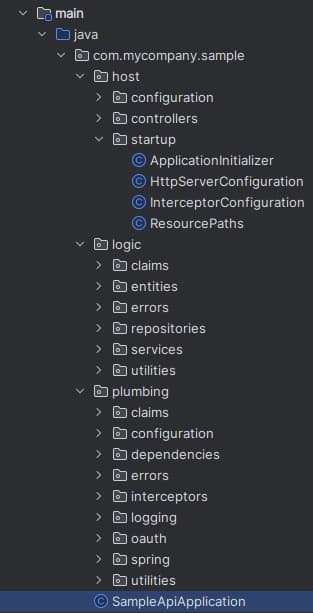 main
java
com.mycompany.sample
host
configuration
controllers
startup
ApplicationInitializer
HttpServerConfiguration
InterceptorConfiguration
ResourcePaths
logic
claims
entities
errors
repositories
services
utilities
plumbing
claims
configuration
dependencies
errors
interceptors
logging
oauth
spring
utilities
SampleApiApplication